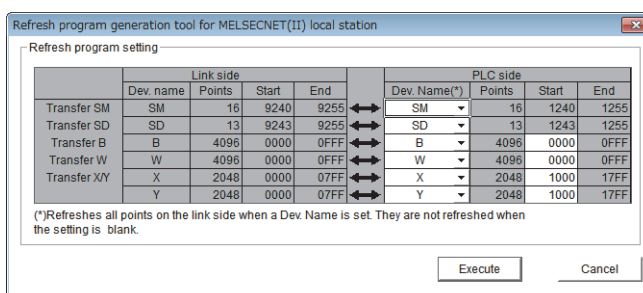 Refresh program generation tool for MELSECNET(II) local station
Refresh program setting
Link side PLC side
Dev. name Points Start End Dev. Name(*) Points Start End
Transfer SM SM 16 9240 9255 SM 16 1240 1255
Transfer SD SD 13 9243 9255 SD 13 1243 1255
Transfer B B 4096 0000 0FFF B 4096 0000 0FFF
Transfer W W 4096 0000 0FFF W 4096 0000 0FFF
Transfer X/Y X 2048 0000 07FF X 2048 1000 17FF
Y 2048 0000 07FF Y 2048 1000 17FF
(*)Refreshes all points on the link side when a Dev. Name is set. They are not refreshed when
the setting is blank.
Execute Cancel